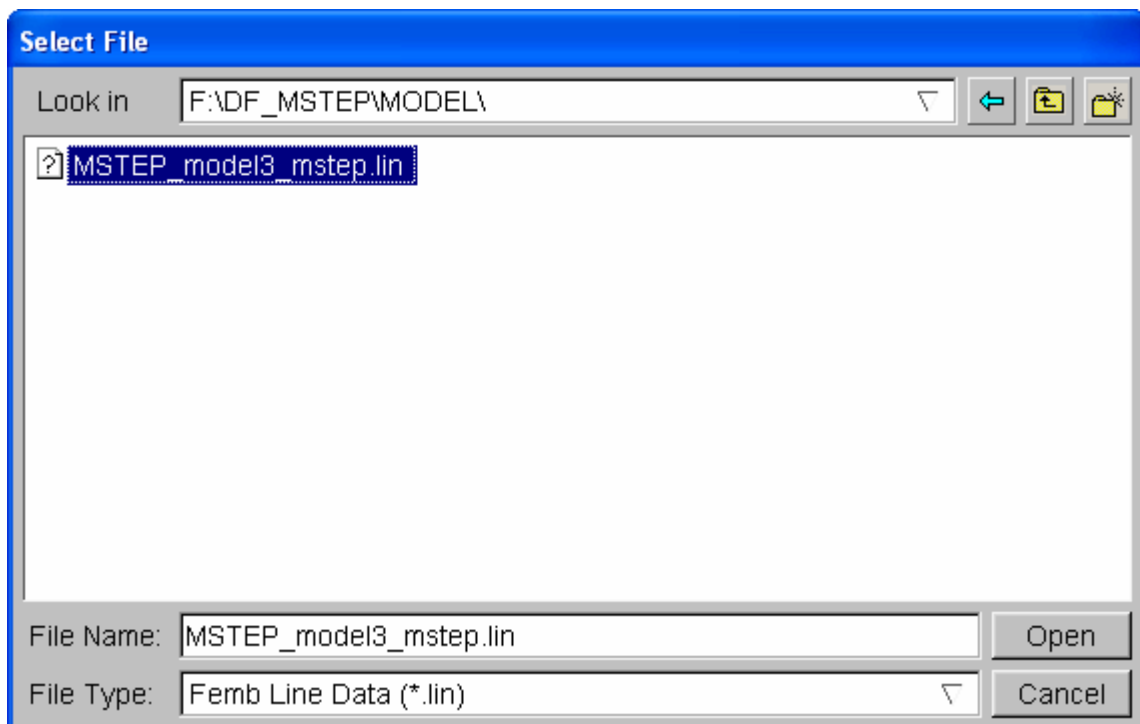 Select File
Look in F:\DF_MSTEP\MODEL\
MSTEP_model3_mstep.lin
File Name: MSTEP_model3_mstep.lin Open
File Type: Femb Line Data (*.lin) Cancel